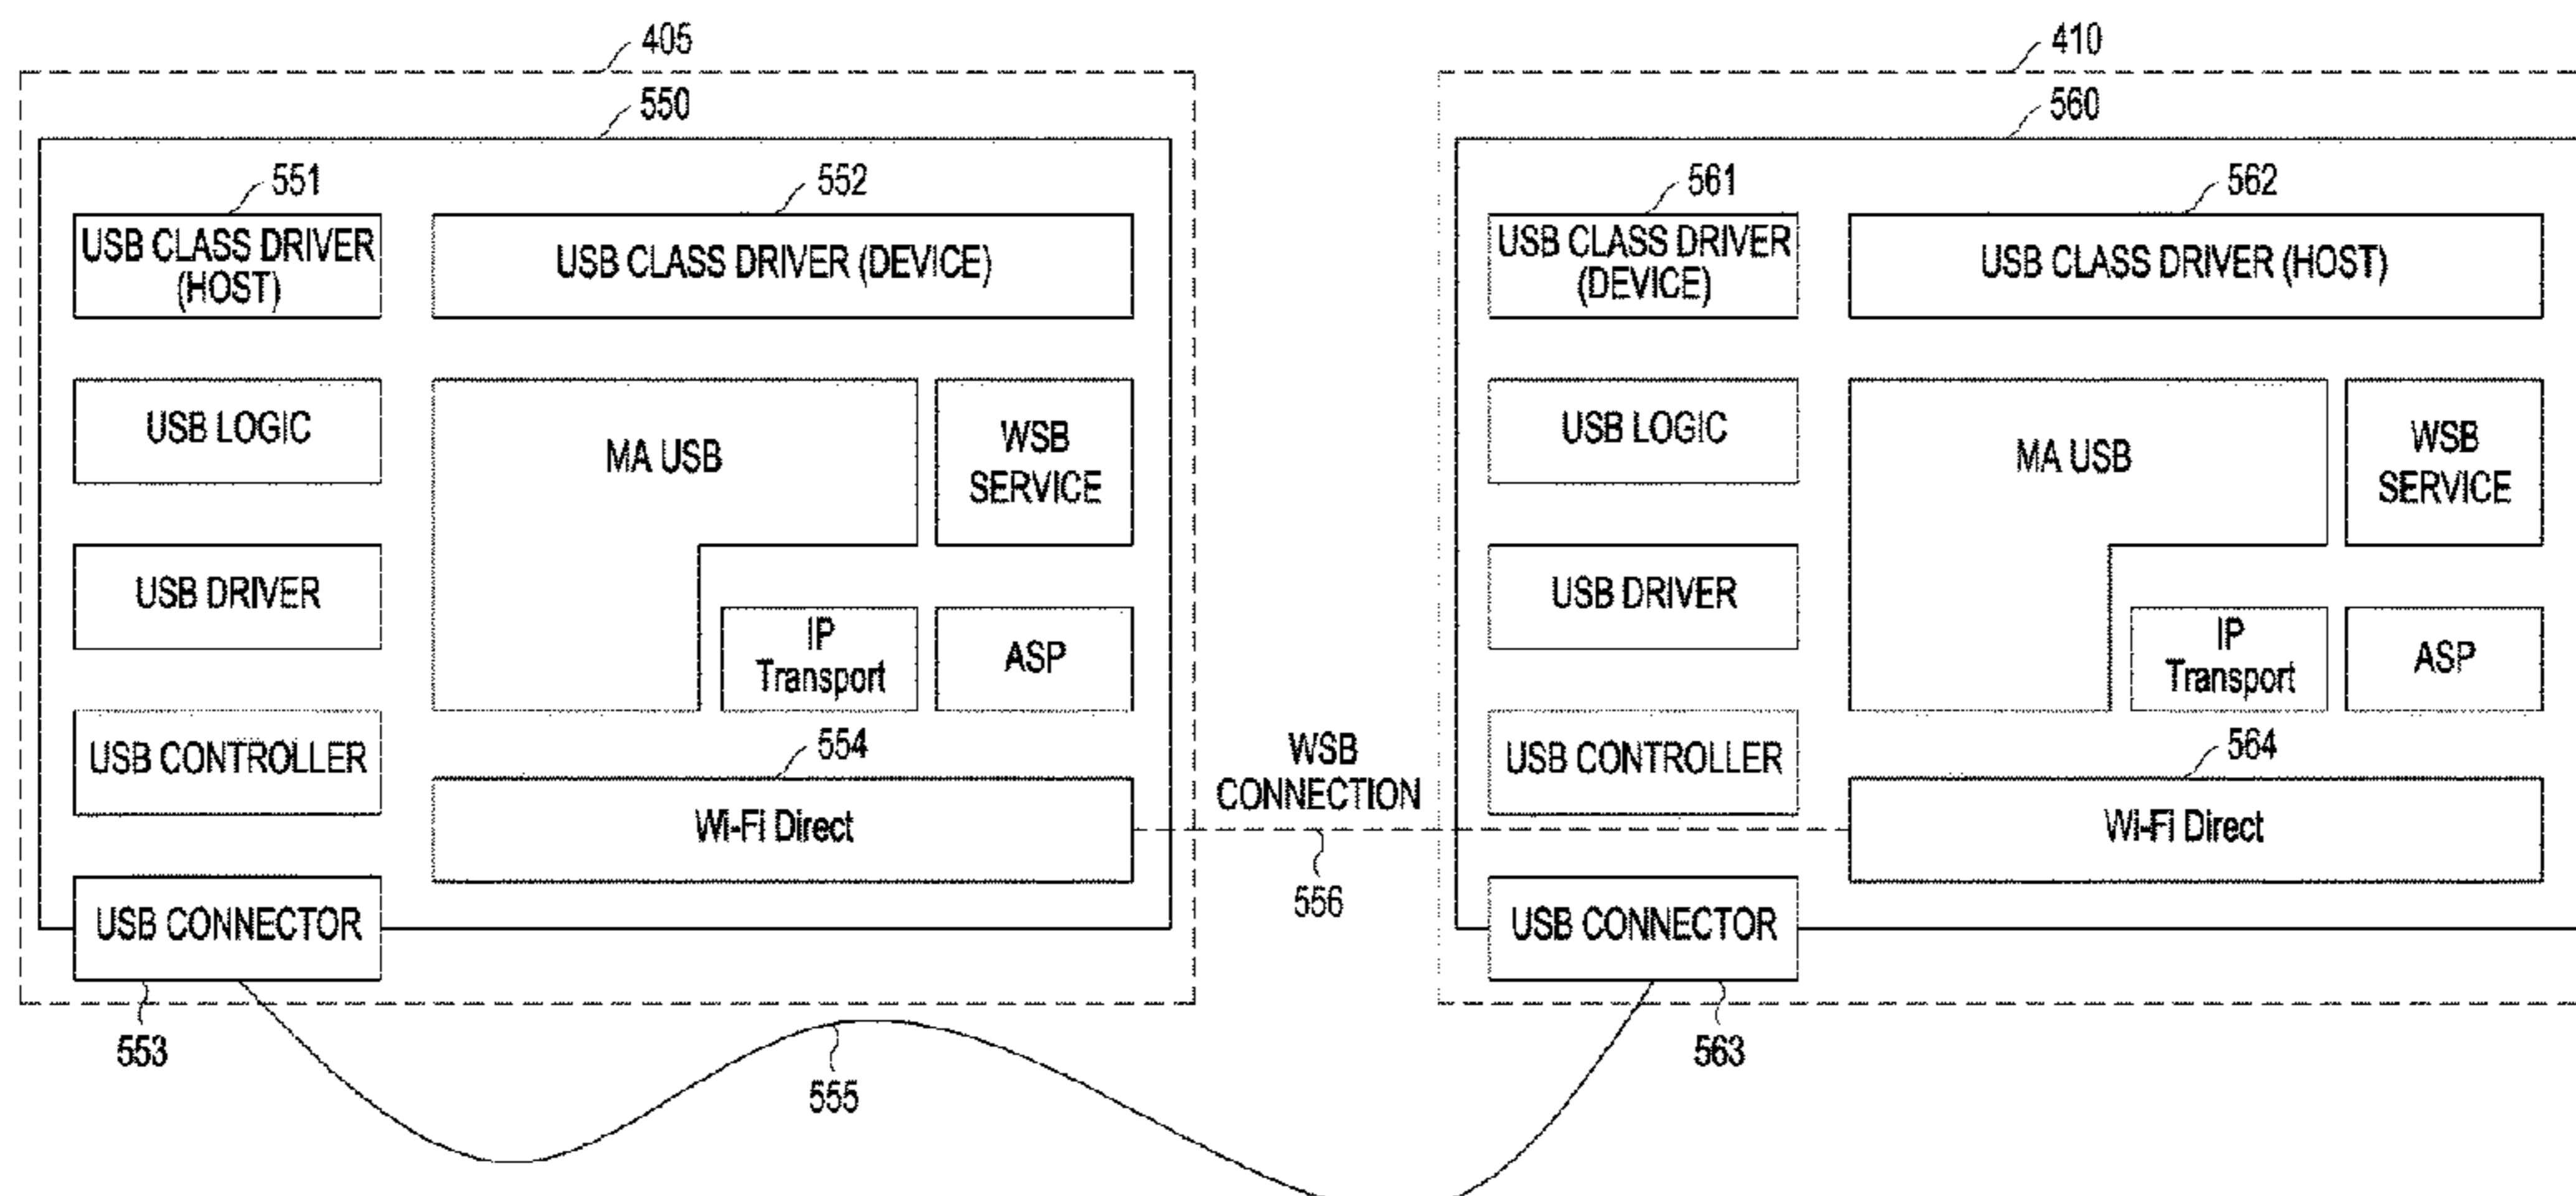 405
410
550
560
551
552
561
562
USB CLASS DRIVER
(HOST)
USB CLASS DRIVER (DEVICE)
USB CLASS DRIVER
(DEVICE)
USB CLASS DRIVER (HOST)
USB LOGIC
MA USB
WSB
SERVICE
USB LOGIC
MA USB
WSB
SERVICE
USB DRIVER
IP
Transport
ASP
USB DRIVER
IP
Transport
ASP
USB CONTROLLER
554
Wi-Fi Direct
WSB
CONNECTION
556
USB CONTROLLER
564
Wi-Fi Direct
USB CONNECTOR
553
555
USB CONNECTOR
563